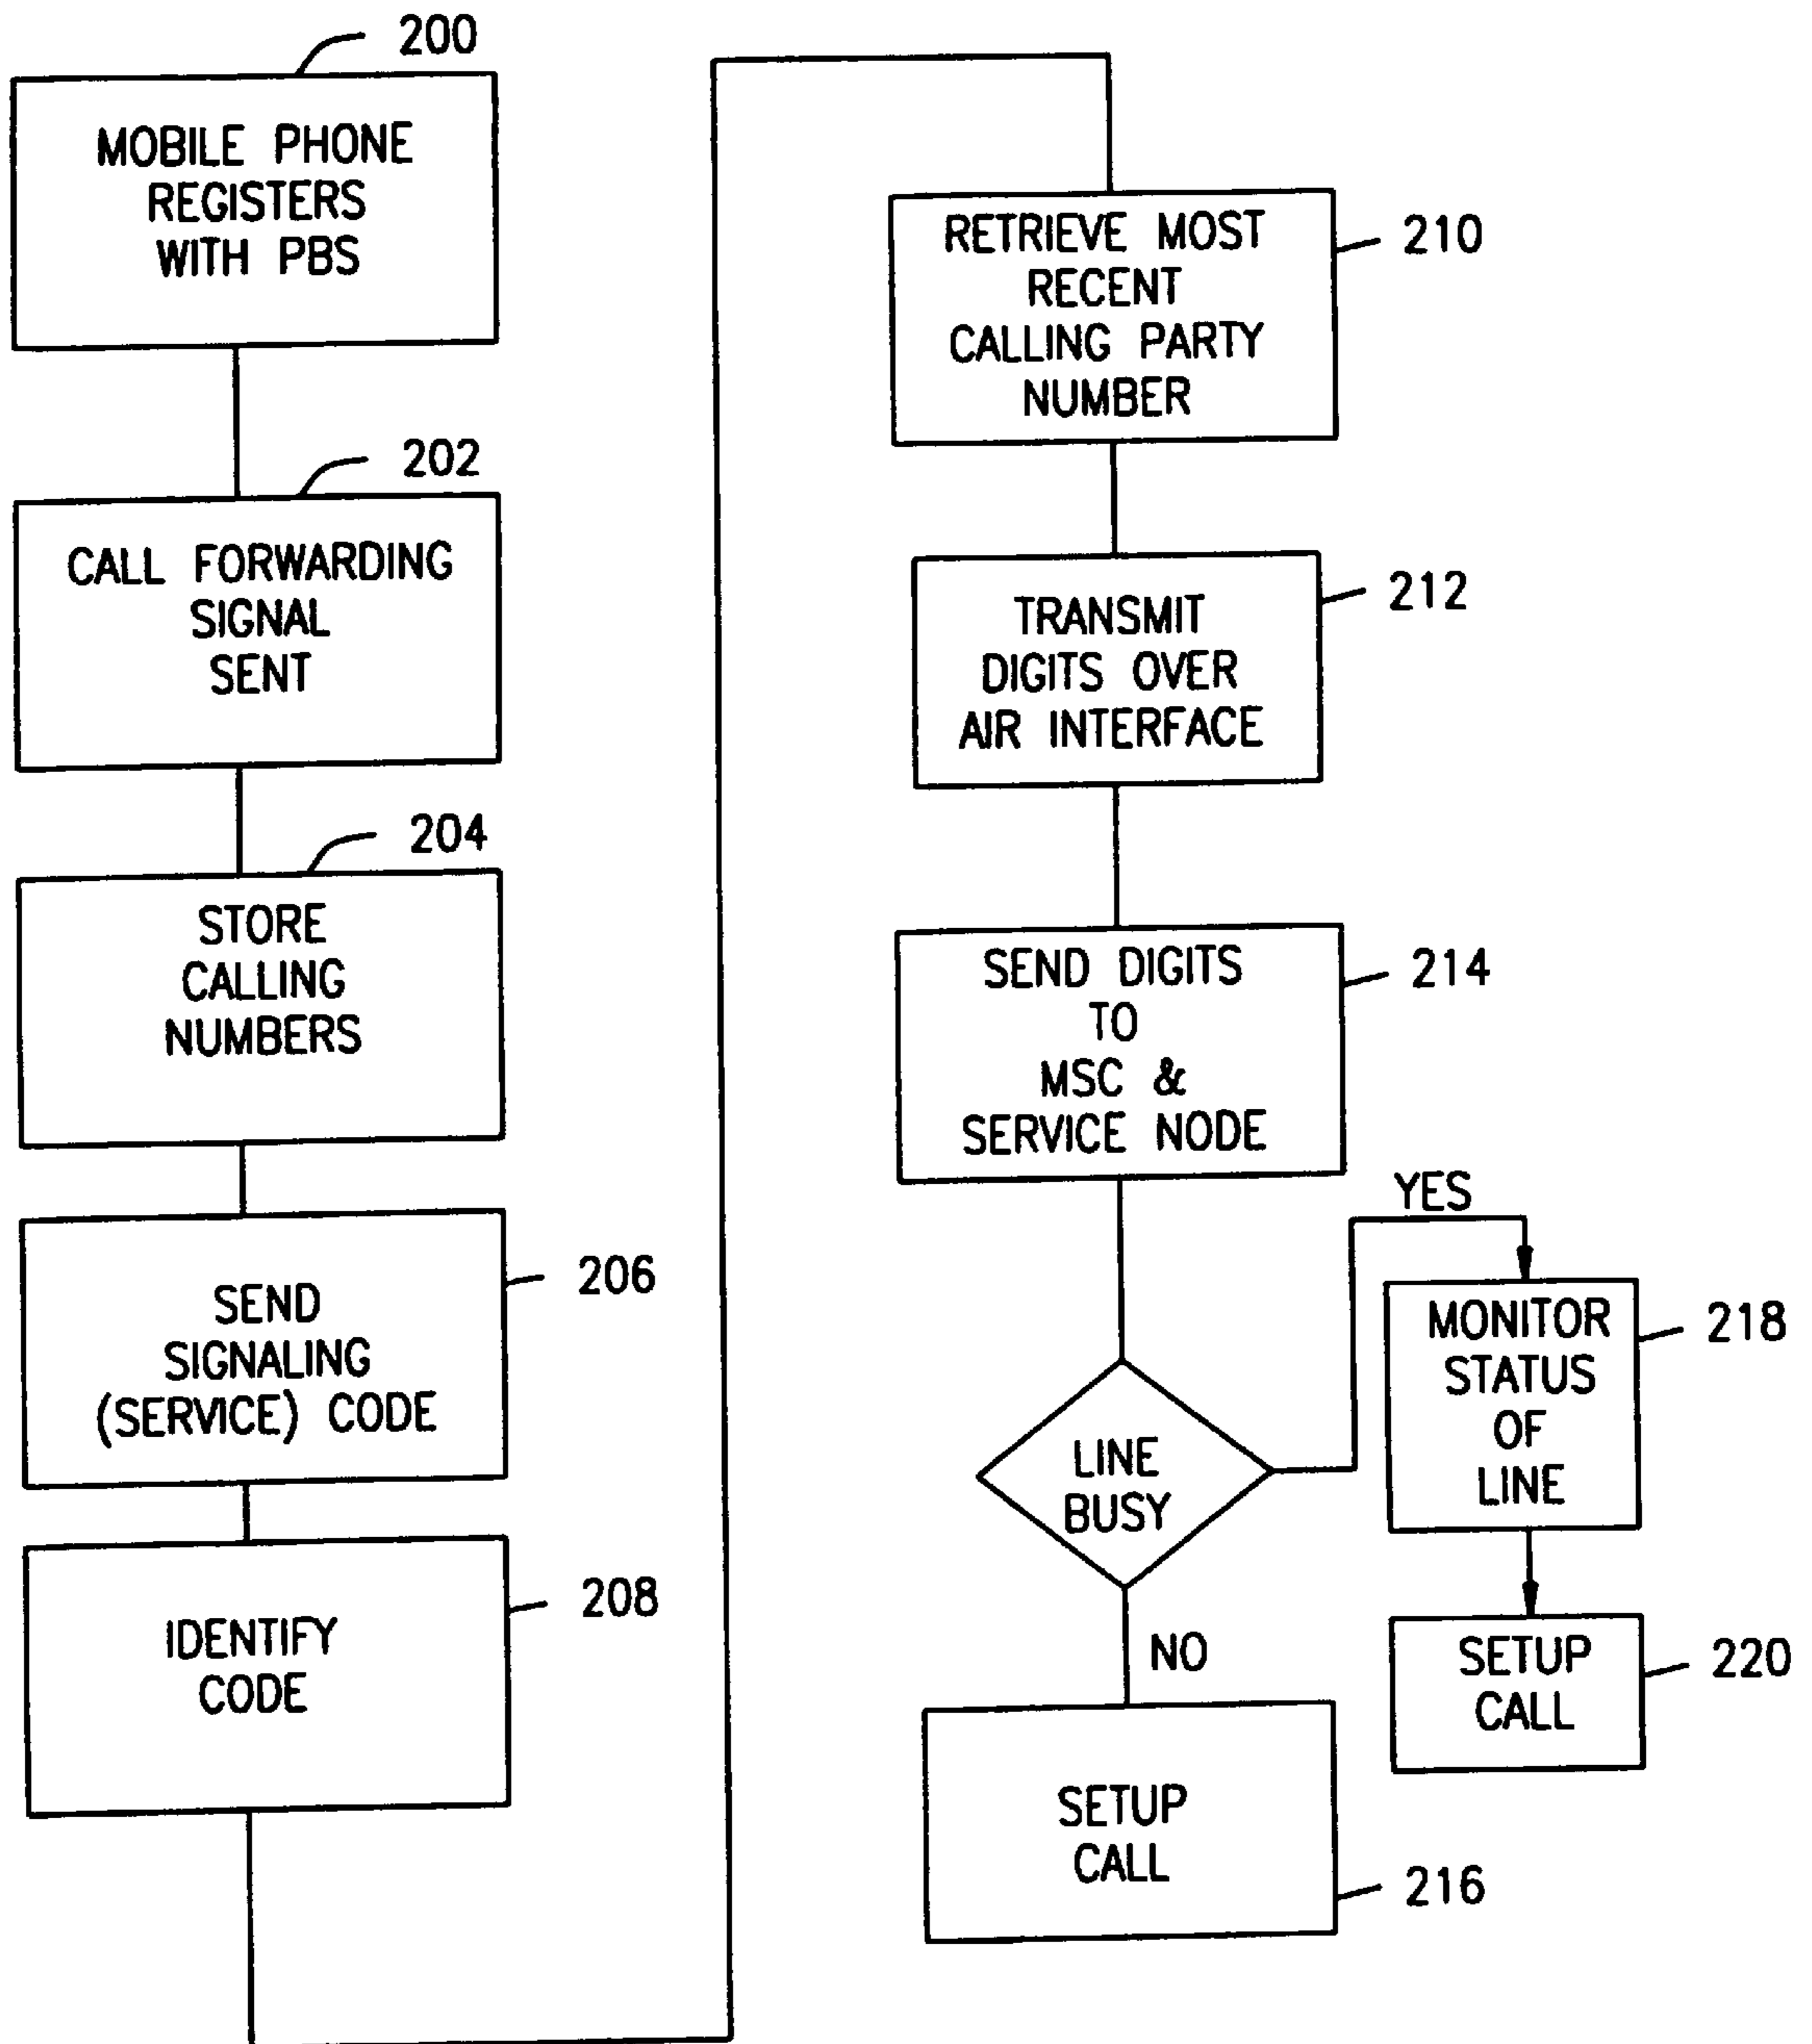 200
MOBILE PHONE
REGISTERS
WITH PBS
202
CALL FORWARDING
SIGNAL
SENT
204
STORE
CALLING
NUMBERS
206
SEND
SIGNALING
(SERVICE) CODE
208
IDENTIFY
CODE
210
RETRIEVE MOST
RECENT
CALLING PARTY
NUMBER
212
TRANSMIT
DIGITS OVER
AIR INTERFACE
214
SEND DIGITS
TO
MSC &
SERVICE NODE
YES
LINE
BUSY
218
MONITOR
STATUS
OF
LINE
NO
220
SETUP
CALL
SETUP
CALL
216